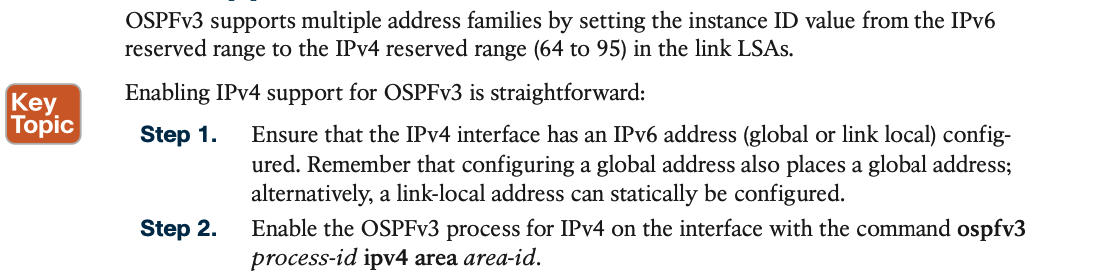 OSPFv3 supports multiple address families by setting the instance ID value from the IPv6
reserved range to the IPv4 reserved range (64 to 95) in the link LSAs.
Key
Topic
Enabling IPv4 support for OSPFv3 is straightforward:
Step 1. Ensure that the IPv4 interface has an IPv6 address (global or link local) config-
ured. Remember that configuring a global address also places a global address;
alternatively, a link-local address can statically be configured.
Step 2. Enable the OSPFv3 process for IPv4 on the interface with the command ospfv3
process-id ipv4 area area-id.